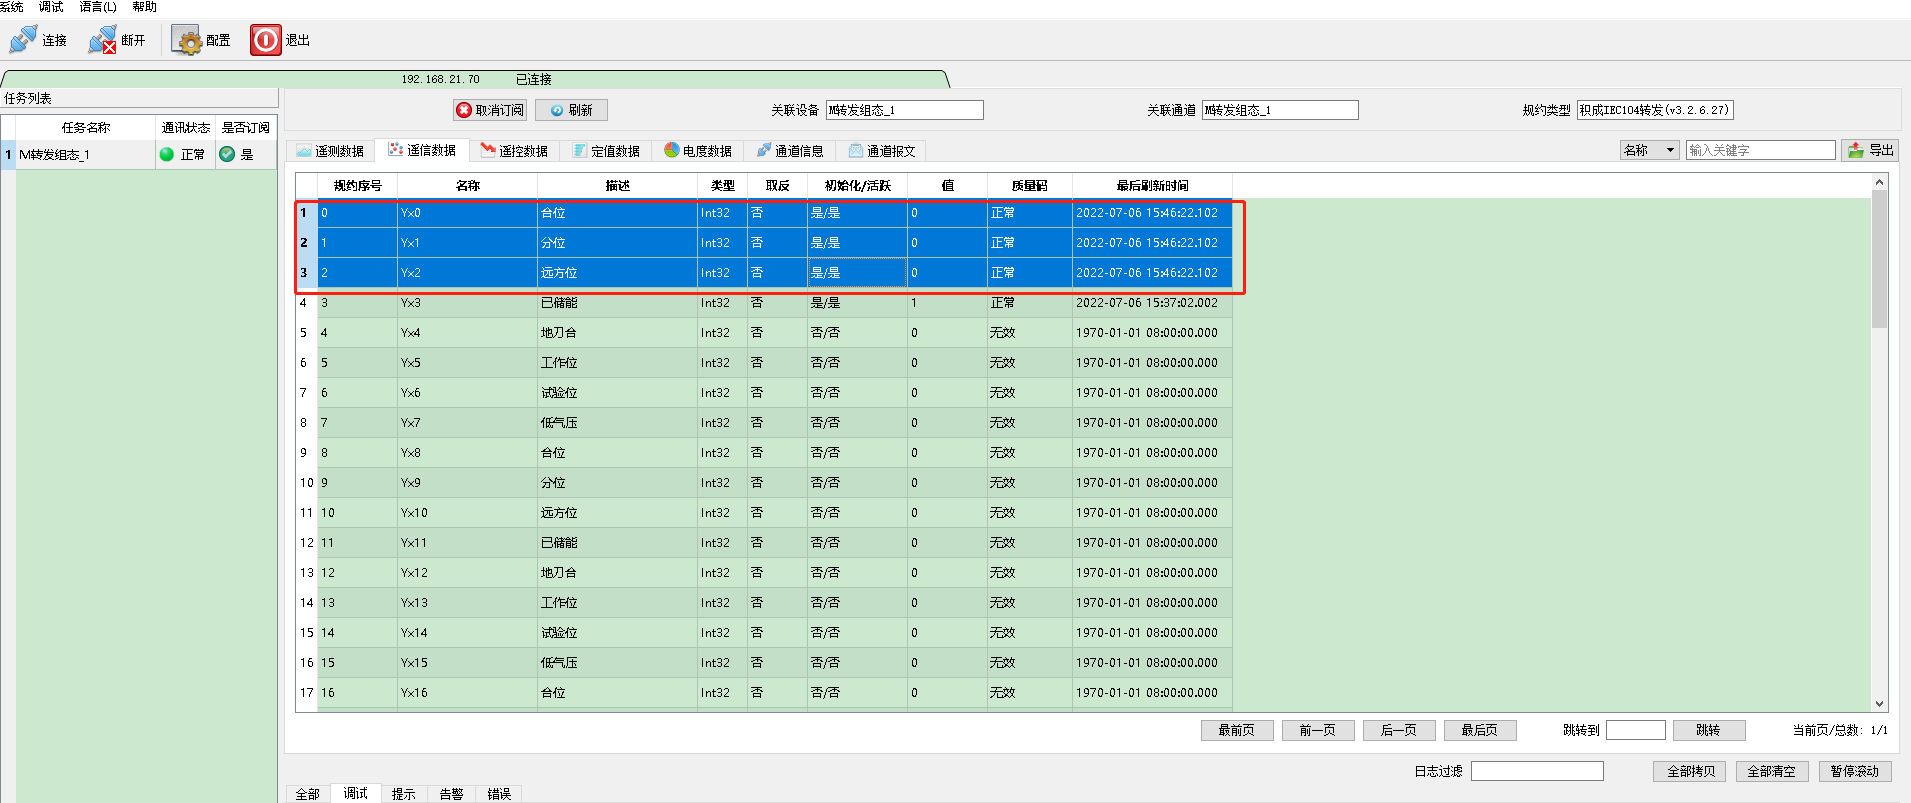 系统 调试 语言(L) 帮助
连接 断开 配置 退出
192.168.21.70 已连接
任务列表
任务名称 通讯状态 是否订阅
1 M转发组态_1 正常 是
取消订阅 刷新 关联设备 M转发组态_1 关联通道 M转发组态_1 规约类型 积成IEC104转发(v3.2.6.27)
遥测数据 遥信数据 遥控数据 定值数据 电度数据 通道信息 通道报文 名称 输入关键字 导出
规约序号 名称 描述 类型 取反 初始化/活跃 值 质量码 最后刷新时间
1 0 Yx0 合位 Int32 否 是/是 0 正常 2022-07-06 15:46:22.102
2 1 Yx1 分位 Int32 否 是/是 0 正常 2022-07-06 15:46:22.102
3 2 Yx2 远方位 Int32 否 是/是 0 正常 2022-07-06 15:46:22.102
4 3 Yx3 已储能 Int32 否 是/是 1 正常 2022-07-06 15:37:02.002
5 4 Yx4 地刀合 Int32 否 否/否 0 无效 1970-01-01 08:00:00.000
6 5 Yx5 工作位 Int32 否 否/否 0 无效 1970-01-01 08:00:00.000
7 6 Yx6 试验位 Int32 否 否/否 0 无效 1970-01-01 08:00:00.000
8 7 Yx7 低气压 Int32 否 否/否 0 无效 1970-01-01 08:00:00.000
9 8 Yx8 合位 Int32 否 否/否 0 无效 1970-01-01 08:00:00.000
10 9 Yx9 分位 Int32 否 否/否 0 无效 1970-01-01 08:00:00.000
11 10 Yx10 远方位 Int32 否 否/否 0 无效 1970-01-01 08:00:00.000
12 11 Yx11 已储能 Int32 否 否/否 0 无效 1970-01-01 08:00:00.000
13 12 Yx12 地刀合 Int32 否 否/否 0 无效 1970-01-01 08:00:00.000
14 13 Yx13 工作位 Int32 否 否/否 0 无效 1970-01-01 08:00:00.000
15 14 Yx14 试验位 Int32 否 否/否 0 无效 1970-01-01 08:00:00.000
16 15 Yx15 低气压 Int32 否 否/否 0 无效 1970-01-01 08:00:00.000
17 16 Yx16 合位 Int32 否 否/否 0 无效 1970-01-01 08:00:00.000
最前页 前一页 后一页 最后页 跳转到 跳转 当前页/总数: 1/1
日志过滤 全部拷贝 全部清空 暂停滚动
全部 调试 提示 告警 错误